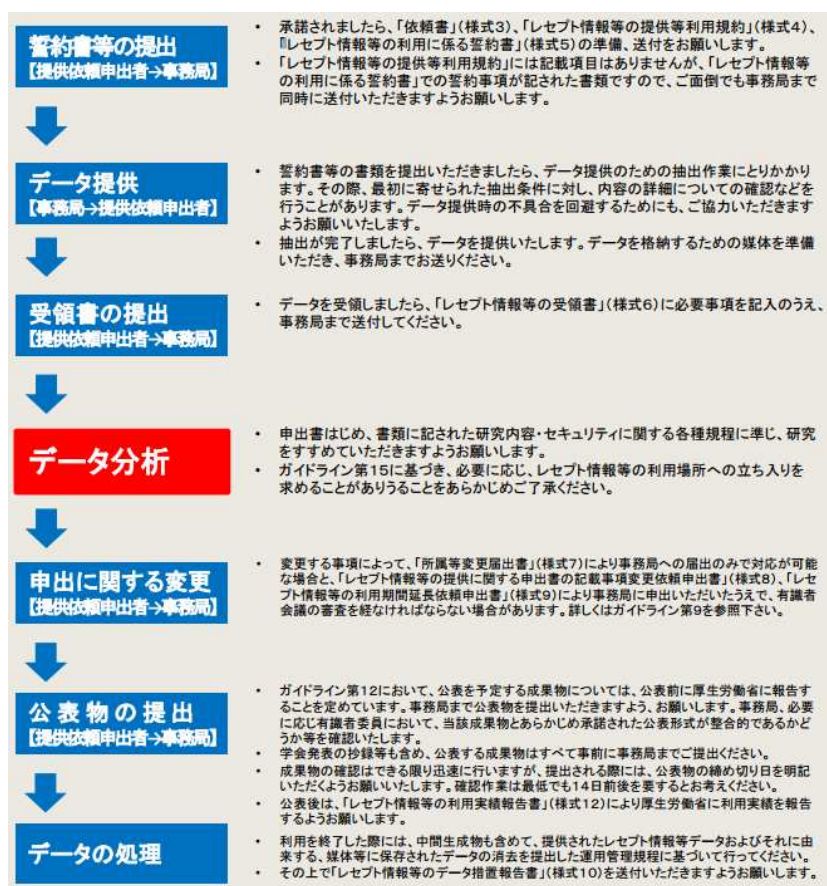 誓約書等の提出
【提供依頼申出者→事務局】
・ 承諾されましたら、「依頼書」(様式3)、「レセプト情報等の提供等利用規約」(様式4)、
『レセプト情報等の利用に係る誓約書」(様式5)の準備、送付をお願いします。
・ 「レセプト情報等の提供等利用規約」には記載項目はありませんが、「レセプト情報等
の利用に係る誓約書」での誓約事項が記された書類ですので、ご面倒でも事務局まで
同時に送付いただきますようお願いします。
データ提供
【事務局→提供依頼申出者】
・ 誓約書等の書類を提出いただきましたら、データ提供のための抽出作業にとりかかり
ます。その際、最初に寄せられた抽出条件に対し、内容の詳細についての確認などを
行うことがあります。データ提供時の不具合を回避するためにも、ご協力いただきます
ようお願いいたします。
・ 抽出が完了しましたら、データを提供いたします。データを格納するための媒体を準備
いただき、事務局までお送りください。
受領書の提出
【提供依頼申出者→事務局】
・ データを受領しましたら、「レセプト情報等の受領書」(様式6)に必要事項を記入のうえ、
事務局まで送付してください。
データ分析
・ 申出書はじめ、書類に記された研究内容・セキュリティに関する各種規程に準じ、研究
をすすめていただきますようお願いします。
・ ガイドライン第15に基づき、必要に応じ、レセプト情報等の利用場所への立ち入りを
求めることがありうることをあらかじめご了承ください。
申出に関する変更
【提供依頼申出者→事務局】
・ 変更する事項によって、「所属等変更届出書」(様式7)により事務局への届出のみで対応が可能
な場合と、「レセプト情報等の提供に関する申出書の記載事項変更依頼申出書」(様式8)、「レセ
プト情報等の利用期間延長依頼申出書」(様式9)により事務局に申出いただいたうえで、有識者
会議の審査を経なければならない場合があります。詳しくはガイドライン第9を参照下さい。
公表物の提出
【提供依頼申出者→事務局】
・ ガイドライン第12において、公表を予定する成果物については、公表前に厚生労働省に報告す
ることを定めています。事務局まで公表物を提出いただきますよう、お願いします。事務局、必要
に応じ有識者委員において、当該成果物とあらかじめ承諾された公表形式が整合的であるかど
うか等を確認いたします。
・ 学会発表の抄録等も含め、公表する成果物はすべて事前に事務局までご提出ください。
・ 成果物の確認はできる限り迅速に行いますが、提出される際には、公表物の締め切り日を明記
いただくようお願いいたします。確認作業は最低でも14日前後を要するとお考えください。
・ 公表後は、「レセプト情報等の利用実績報告書」(様式12)により厚生労働省に利用実績を報告
するようお願いします。
データの処理
・ 利用を終了した際には、中間生成物も含めて、提供されたレセプト情報等データおよびそれに由
来する、媒体等に保存されたデータの消去を提出した運用管理規程に基づいて行ってください。
・ その上で「レセプト情報等のデータ措置報告書」(様式10)を送付いただきますようお願いします。